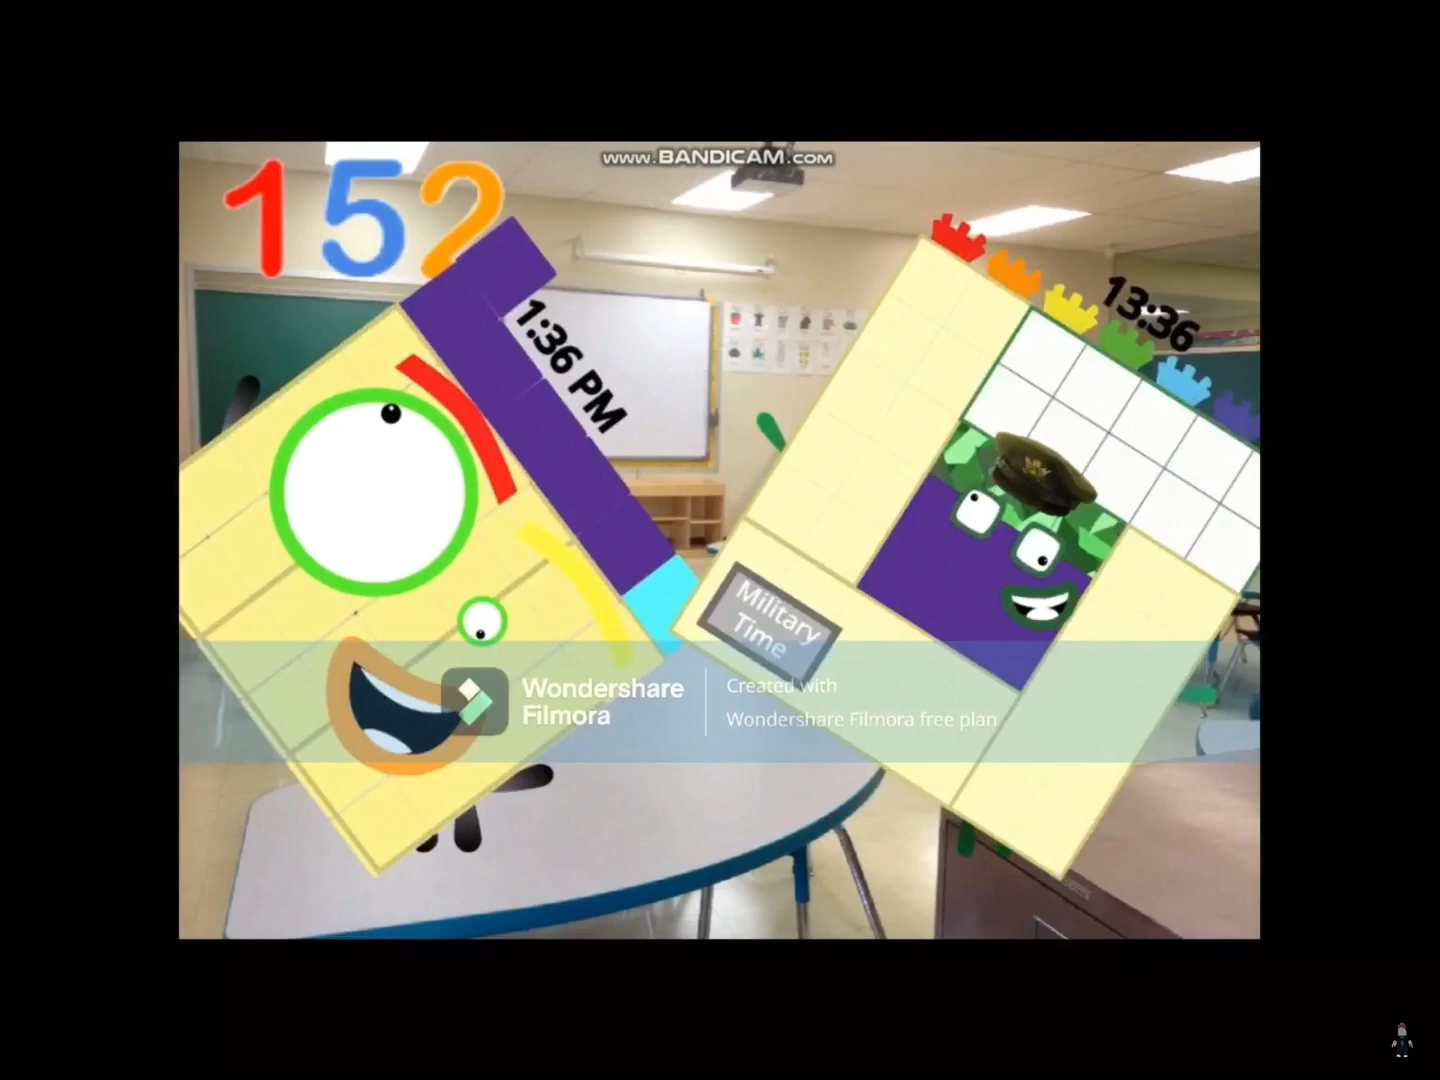 www.BANDICAM.com
152
1:36 PM
13:36
Military
Time
Wondershare
Filmora
Created with
Wondershare Filmora free plan